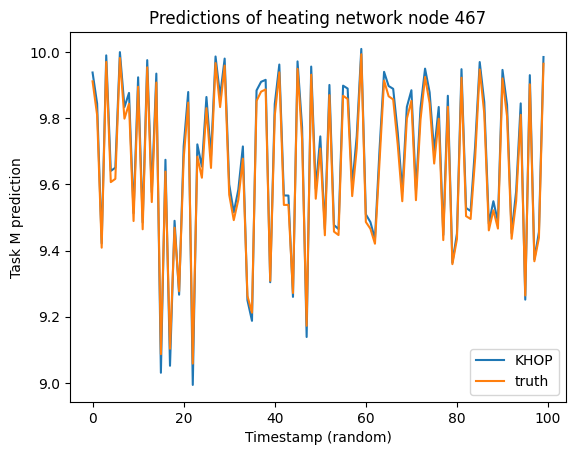 Predictions of heating network node 467
Task M prediction
10.0
9.8
9.6
9.4
9.2
9.0
0
20
40
60
80
100
Timestamp (random)
KHOP
truth